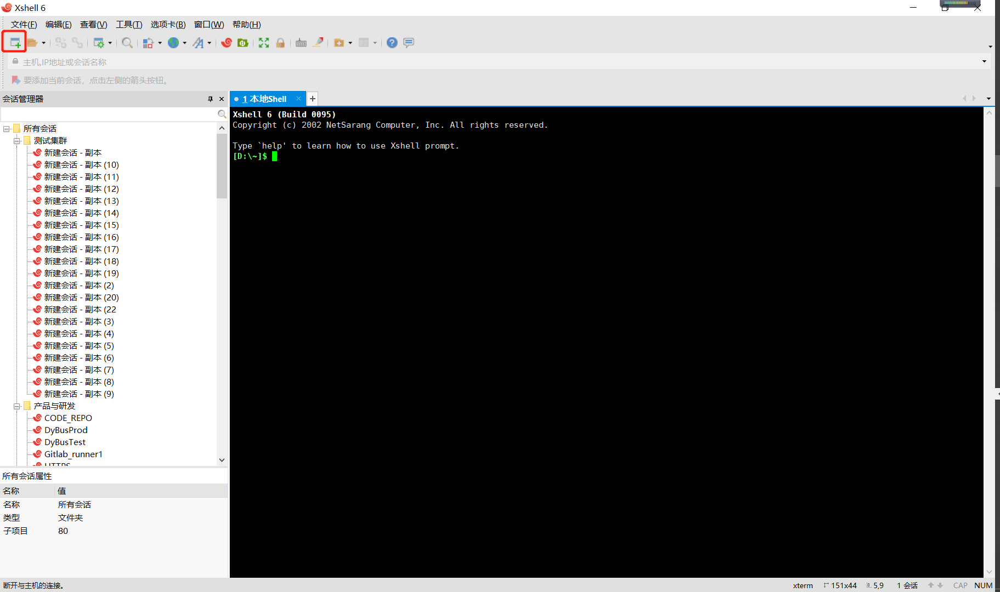 Xshell 6
文件(F) 编辑(E) 查看(V) 工具(T) 选项卡(B) 窗口(W) 帮助(H)
主机,IP地址或会话名称
要添加当前会话，点击左侧的箭头按钮。
会话管理器
1 本地Shell
所有会话
测试集群
新建会话 - 副本
新建会话 - 副本 (10)
新建会话 - 副本 (11)
新建会话 - 副本 (12)
新建会话 - 副本 (13)
新建会话 - 副本 (14)
新建会话 - 副本 (15)
新建会话 - 副本 (16)
新建会话 - 副本 (17)
新建会话 - 副本 (18)
新建会话 - 副本 (19)
新建会话 - 副本 (2)
新建会话 - 副本 (20)
新建会话 - 副本 (22
新建会话 - 副本 (3)
新建会话 - 副本 (4)
新建会话 - 副本 (5)
新建会话 - 副本 (6)
新建会话 - 副本 (7)
新建会话 - 副本 (8)
新建会话 - 副本 (9)
产品与研发
CODE_REPO
DyBusProd
DyBusTest
Gitlab_runner1
HTTPS
所有会话属性
名称 值
名称 所有会话
类型 文件夹
子项目 80
Xshell 6 (Build 0095)
Copyright (c) 2002 NetSarang Computer, Inc. All rights reserved.
Type `help' to learn how to use Xshell prompt.
[D:\~]$
断开与主机的连接。
xterm 151x44 5,9 1 会话 CAP NUM